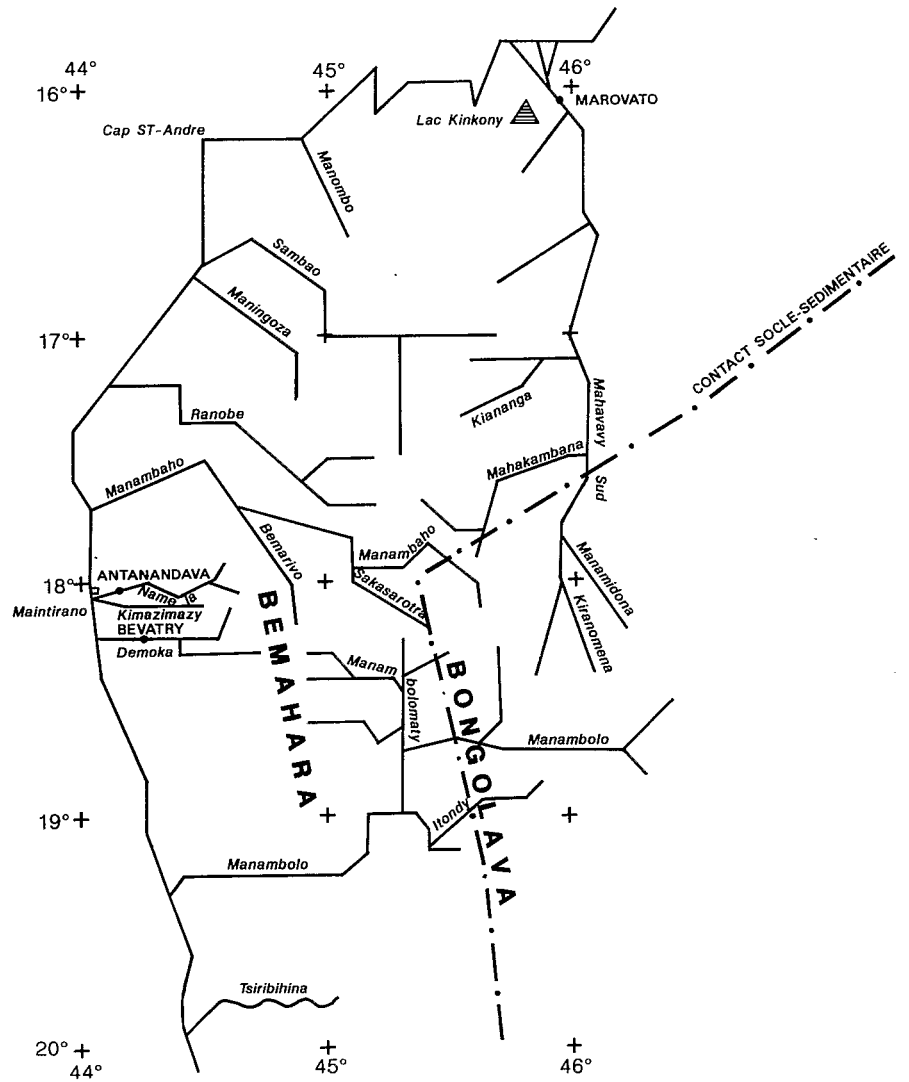 44°
45°
46°
16°
MAROVATO
Lac Kinkony
Cap ST-Andre
Manombo
Sambao
Maningoza
17°
CONTACT SOCLE-SEDIMENTAIRE
Ranobe
Kiananga
Mahavavy Sud
Mahakambana
Manambaho
Bemarivo
Manambaho
Sakasarotra
18°
ANTANANDAVA
Name la
Maintirano
Kimazimazy
BEVATRY
Demoka
Manamidona
Kiranomena
BEMAHARA
Manam
bolomaty
BONGOLAVA
Manambolo
19°
Itondy
Manambolo
Tsiribihina
20°
44°
45°
46°